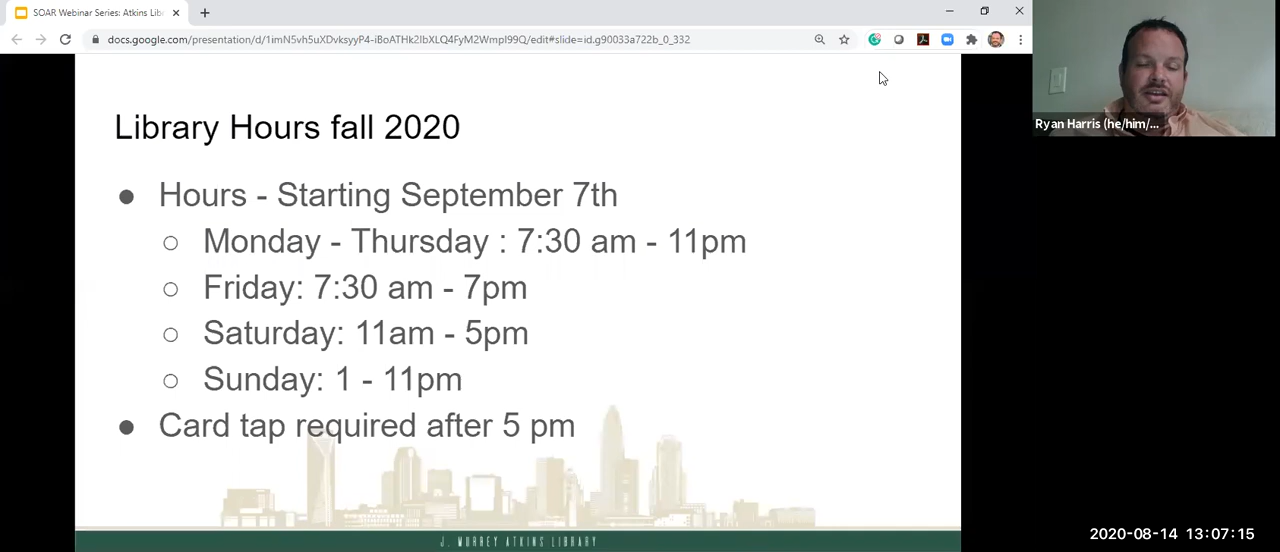 SOAR Webinar Series: Atkins Lib
docs.google.com/presentation/d/1imN5vh5uXDvksyyP4-iBoATHk2IbXLQ4FyM2WmpI99Q/edit#slide=id.g90033a722b_0_332
Ryan Harris (he/him/...
Library Hours fall 2020
● Hours - Starting September 7th
○ Monday - Thursday : 7:30 am - 11pm
○ Friday: 7:30 am - 7pm
○ Saturday: 11am - 5pm
○ Sunday: 1 - 11pm
● Card tap required after 5 pm
J. MURREY ATKINS LIBRARY
2020-08-14 13:07:15